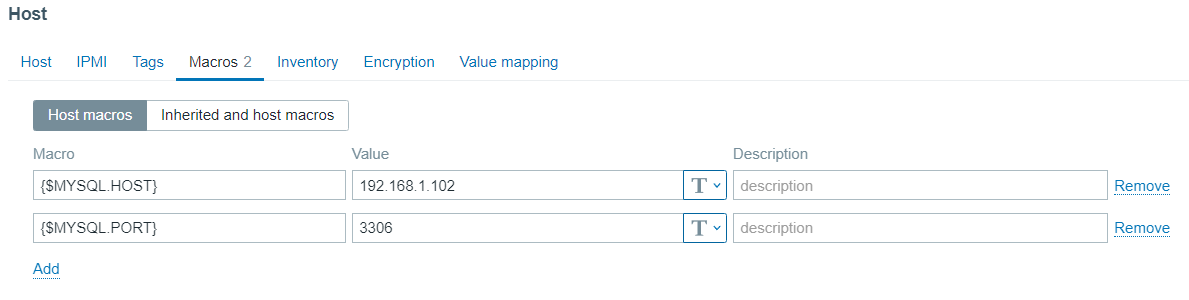 Host
Host IPMI Tags Macros 2 Inventory Encryption Value mapping
Host macros Inherited and host macros
Macro Value Description
{$MYSQL.HOST} 192.168.1.102 T description Remove
{$MYSQL.PORT} 3306 T description Remove
Add